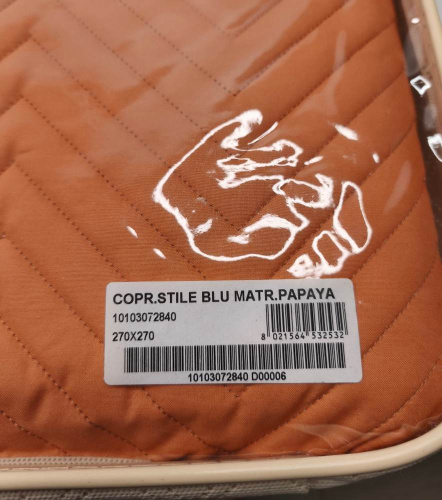 COPR.STILE BLU MATR.PAPAYA
10103072840
270X270
8 021564 532532
10103072840 D00006